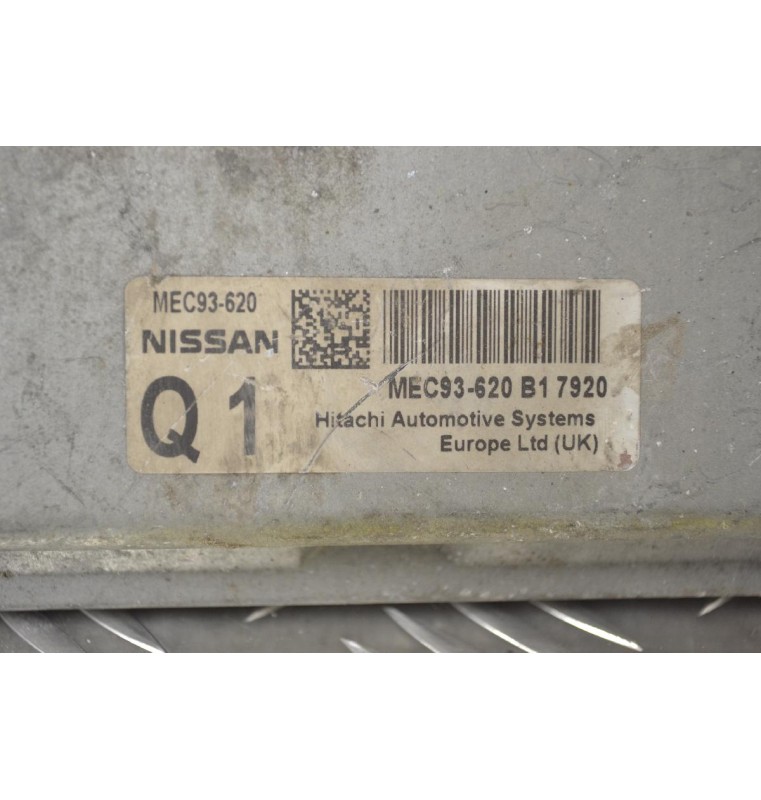 MEC93-620
NISSAN
Q 1
MEC93-620 B1 7920
Hitachi Automotive Systems
Europe Ltd (UK)